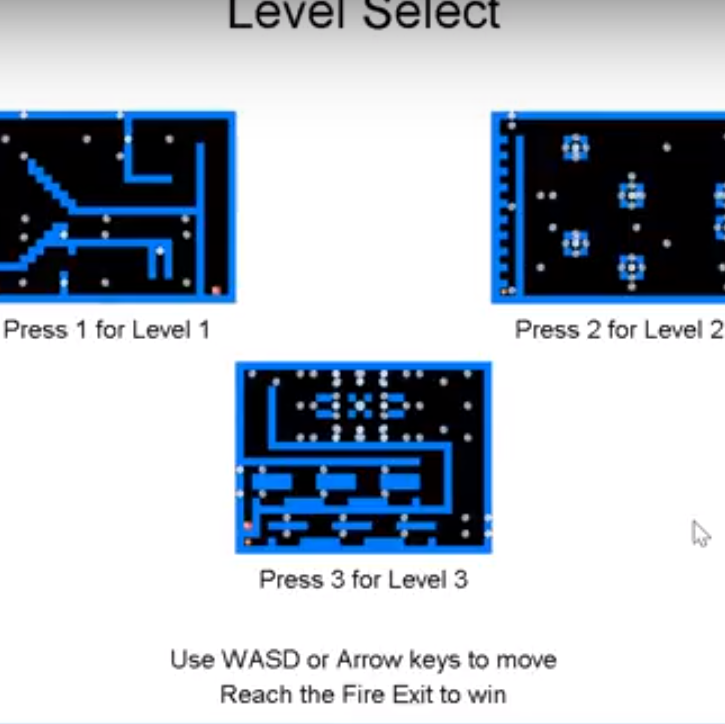 Level Select
Press 1 for Level 1
Press 2 for Level 2
Press 3 for Level 3
Use WASD or Arrow keys to move
Reach the Fire Exit to win